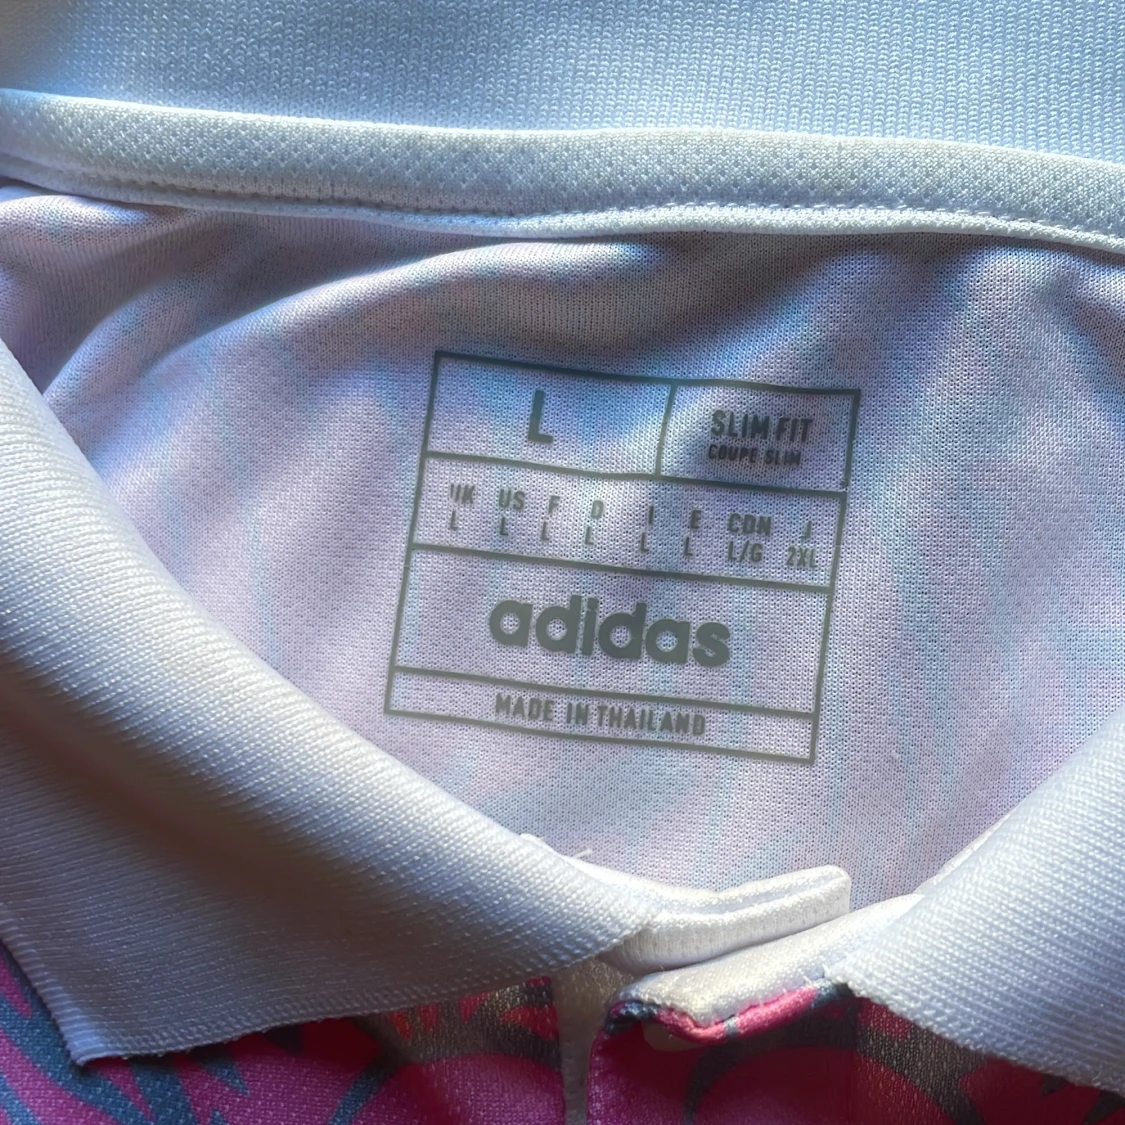 L
SLIM FIT
COUPE SLIM
UK US F D I E CDN J
L L L L L L L/G 2XL
adidas
MADE IN THAILAND